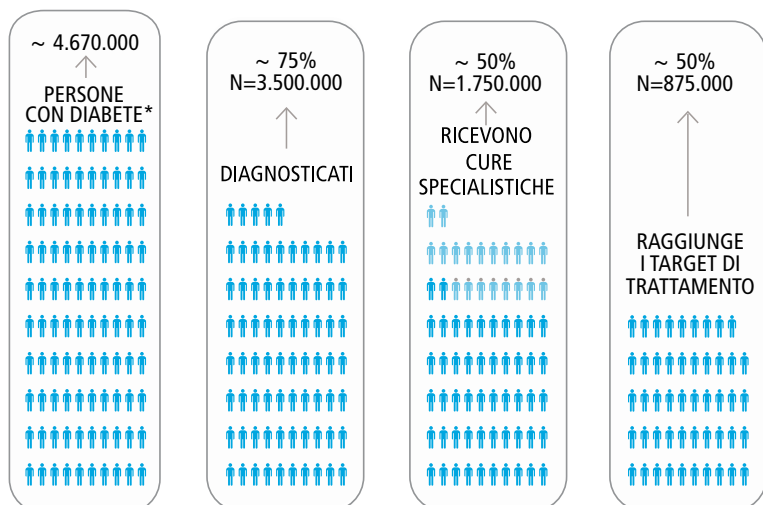 ~ 4.670.000
PERSONE
CON DIABETE*
~ 75%
N=3.500.000
DIAGNOSTICATI
~ 50%
N=1.750.000
RICEVONO
CURE
SPECIALISTICHE
~ 50%
N=875.000
RAGGIUNGE
I TARGET DI
TRATTAMENTO